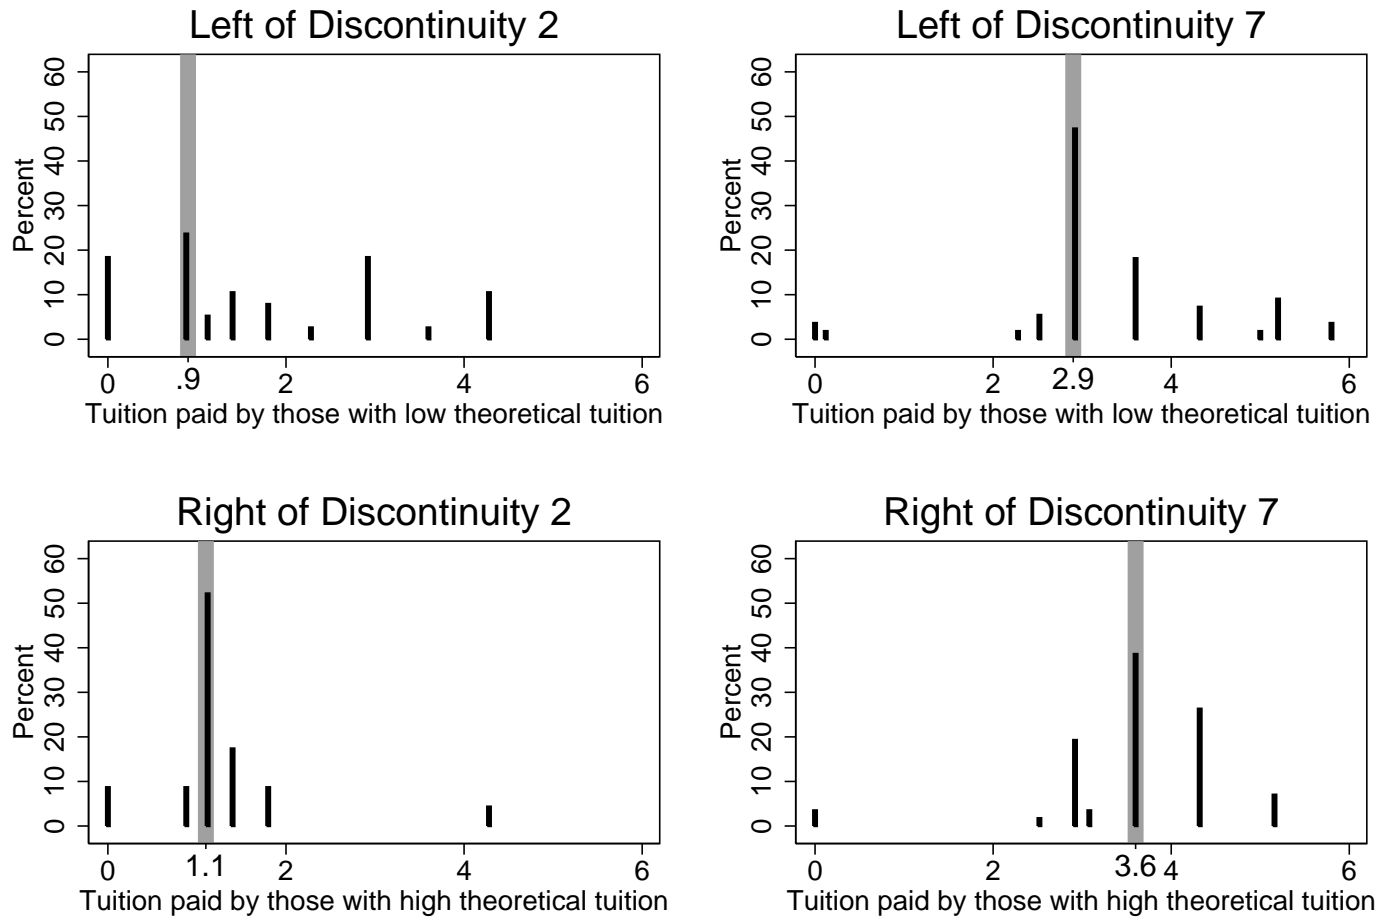 Left of Discontinuity 2
Percent
60
50
40
30
20
10
0
0 .9 2 4 6
Tuition paid by those with low theoretical tuition
Left of Discontinuity 7
Percent
60
50
40
30
20
10
0
0 2 2.9 4 6
Tuition paid by those with low theoretical tuition
Right of Discontinuity 2
Percent
60
50
40
30
20
10
0
0 1.1 2 4 6
Tuition paid by those with high theoretical tuition
Right of Discontinuity 7
Percent
60
50
40
30
20
10
0
0 2 3.6 4 6
Tuition paid by those with high theoretical tuition